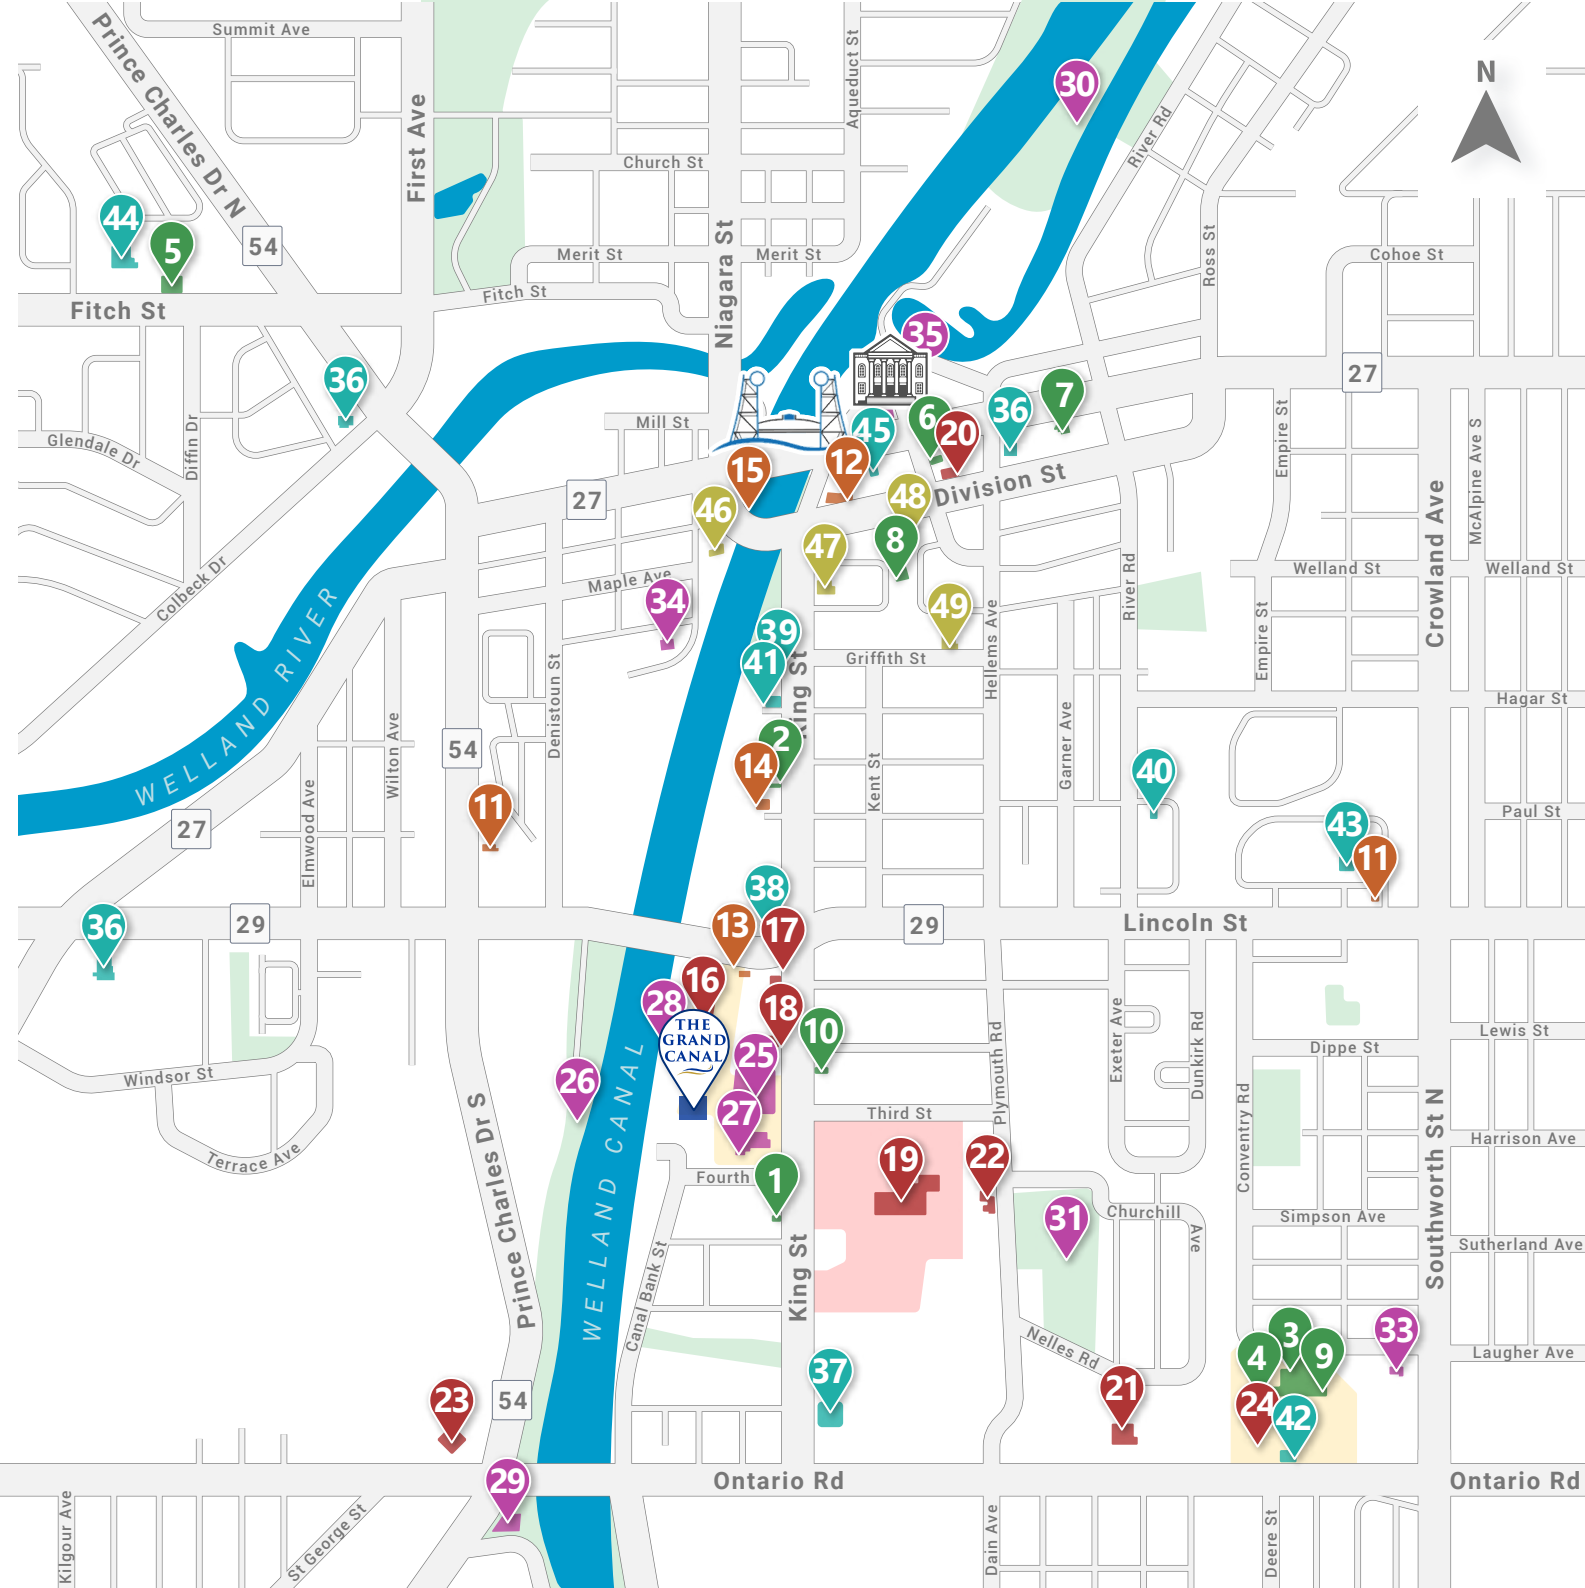 Summit Ave
Prince Charles Dr N
First Ave
Aqueduct St
30
N
River Rd
Church St
44
5
54
Niagara St
Merit St
Merit St
Ross St
Cohoe St
Fitch St
Fitch St
35
27
36
7
36
6
20
45
Mill St
Glendale Dr
Diffin Dr
Empire St
McAlpine Ave S
15
12
27
46
48
Division St
47
8
Crowland Ave
Colbeck Dr
Maple Ave
34
49
Welland St
Welland St
River Rd
Hellems Ave
Empire St
39
41
King St
Griffith St
WELLAND RIVER
Denistoun St
Hagar St
54
Wilton Ave
2
14
Kent St
Garner Ave
40
11
27
Elmwood Ave
Paul St
43
11
38
36
29
13
17
29
Lincoln St
16
28
THE
GRAND
CANAL
18
10
25
26
27
Exeter Ave
Dunkirk Rd
Plymouth Rd
Lewis St
Dippe St
Windsor St
Terrace Ave
Third St
Coventry Rd
Harrison Ave
19
22
Fourth
1
Prince Charles Dr S
WELLAND CANAL
31
Churchill
Ave
Simpson Ave
Southworth St N
Sutherland Ave
King St
Canal Bank St
Nelles Rd
3
4
9
33
Laugher Ave
37
23
54
21
24
42
29
Ontario Rd
Ontario Rd
Kilgour Ave
St George St
Dain Ave
Deere St